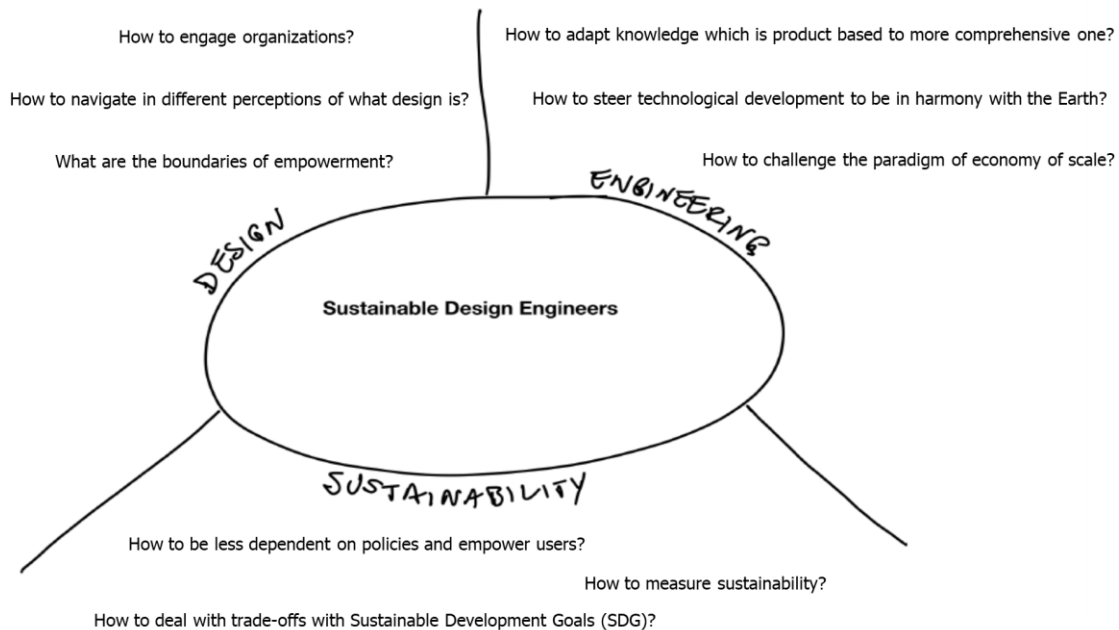 How to engage organizations?
How to navigate in different perceptions of what design is?
What are the boundaries of empowerment?
How to adapt knowledge which is product based to more comprehensive one?
How to steer technological development to be in harmony with the Earth?
How to challenge the paradigm of economy of scale?
DESIGN
ENGINEERING
Sustainable Design Engineers
SUSTAINABILITY
How to be less dependent on policies and empower users?
How to measure sustainability?
How to deal with trade-offs with Sustainable Development Goals (SDG)?